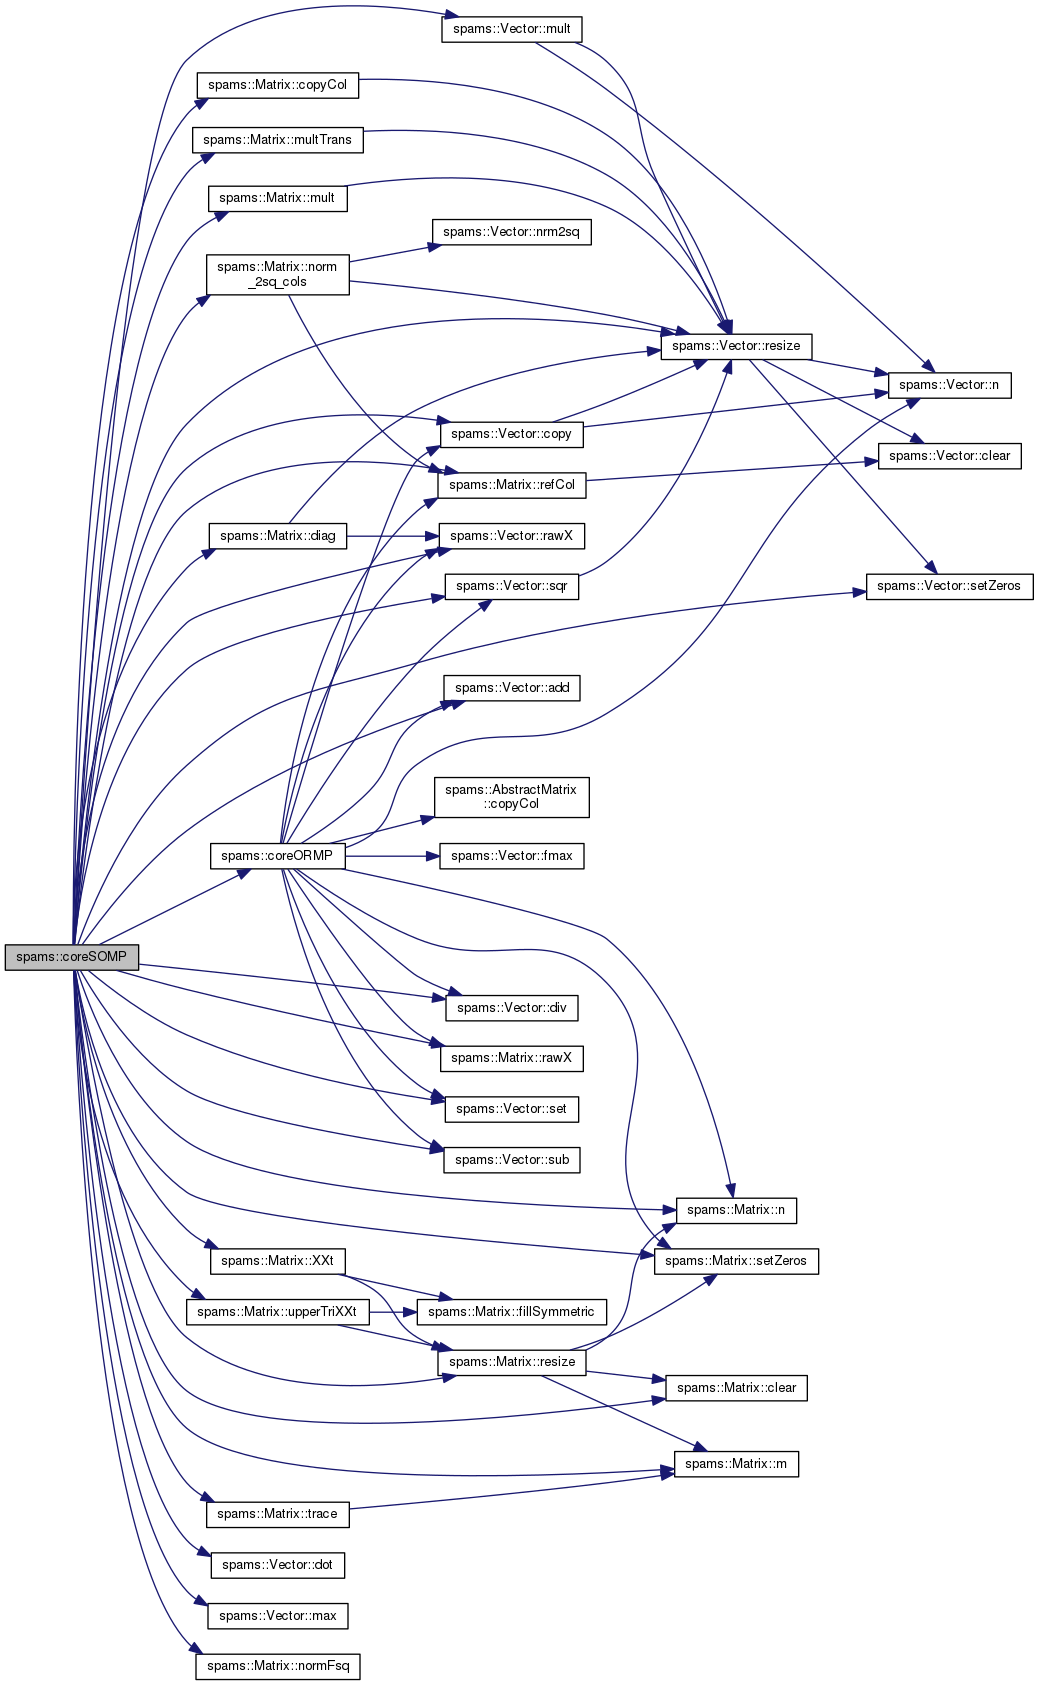 spams::Vector::mult
spams::Matrix::copyCol
spams::Matrix::multTrans
spams::Matrix::mult
spams::Vector::nrm2sq
spams::Matrix::norm
_2sq_cols
spams::Vector::resize
spams::Vector::n
spams::Vector::copy
spams::Vector::clear
spams::Matrix::refCol
spams::Matrix::diag
spams::Vector::rawX
spams::Vector::sqr
spams::Vector::setZeros
spams::Vector::add
spams::AbstractMatrix
::copyCol
spams::coreORMP
spams::Vector::fmax
spams::coreSOMP
spams::Vector::div
spams::Matrix::rawX
spams::Vector::set
spams::Vector::sub
spams::Matrix::n
spams::Matrix::XXt
spams::Matrix::setZeros
spams::Matrix::upperTriXXt
spams::Matrix::fillSymmetric
spams::Matrix::resize
spams::Matrix::clear
spams::Matrix::m
spams::Matrix::trace
spams::Vector::dot
spams::Vector::max
spams::Matrix::normFsq